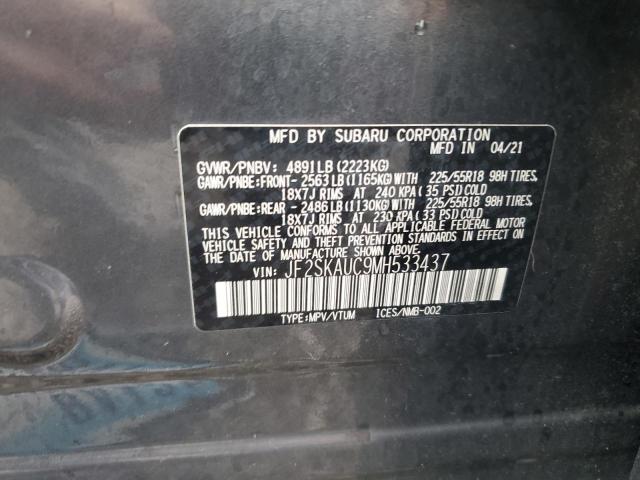 MFD BY SUBARU CORPORATION
MFD IN 04/21
GVWR/PNBV: 4891LB (2223KG)
GAWR/PNBE:FRONT- 2563LB (1165KG)WITH 225/55R18 98H TIRES,
18X7J RIMS AT 240 KPA (35 PSI)COLD
GAWR/PNBE:REAR - 2486LB (1130KG)WITH 225/55R18 98H TIRES,
18X7J RIMS AT 230 KPA (33 PSI)COLD
THIS VEHICLE CONFORMS TO ALL APPLICABLE FEDERAL MOTOR
VEHICLE SAFETY AND THEFT PREVENTION STANDARDS IN EFFECT ON
THE DATE OF MANUFACTURE SHOWN ABOVE.
VIN: JF2SKAUC9MH533437
TYPE:MPV/VTUM ICES/NMB-002